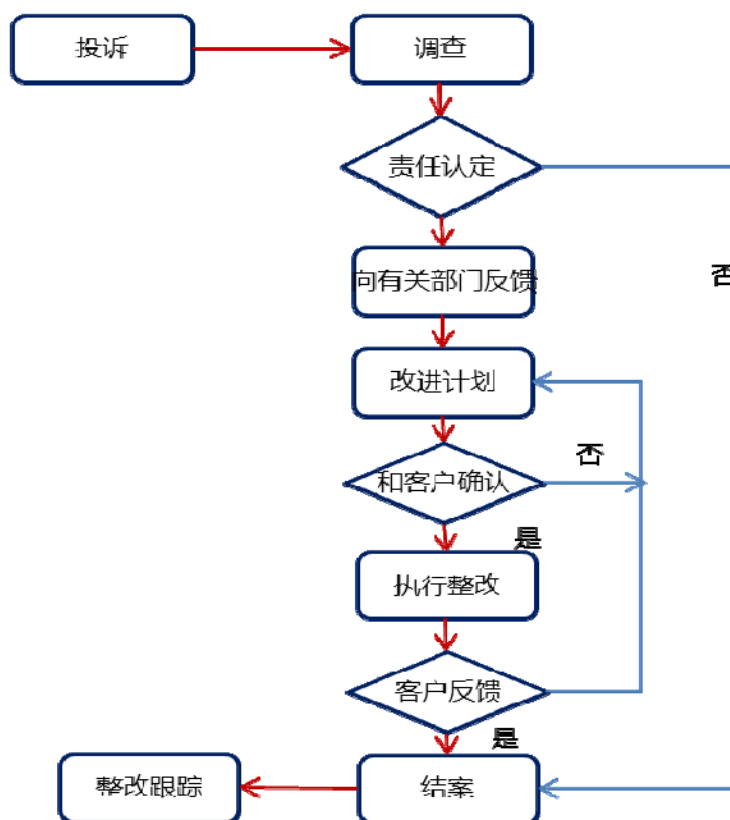 投诉
调查
责任认定
向有关部门反馈
否
改进计划
否
和客户确认
是
执行整改
客户反馈
是
整改跟踪
结案